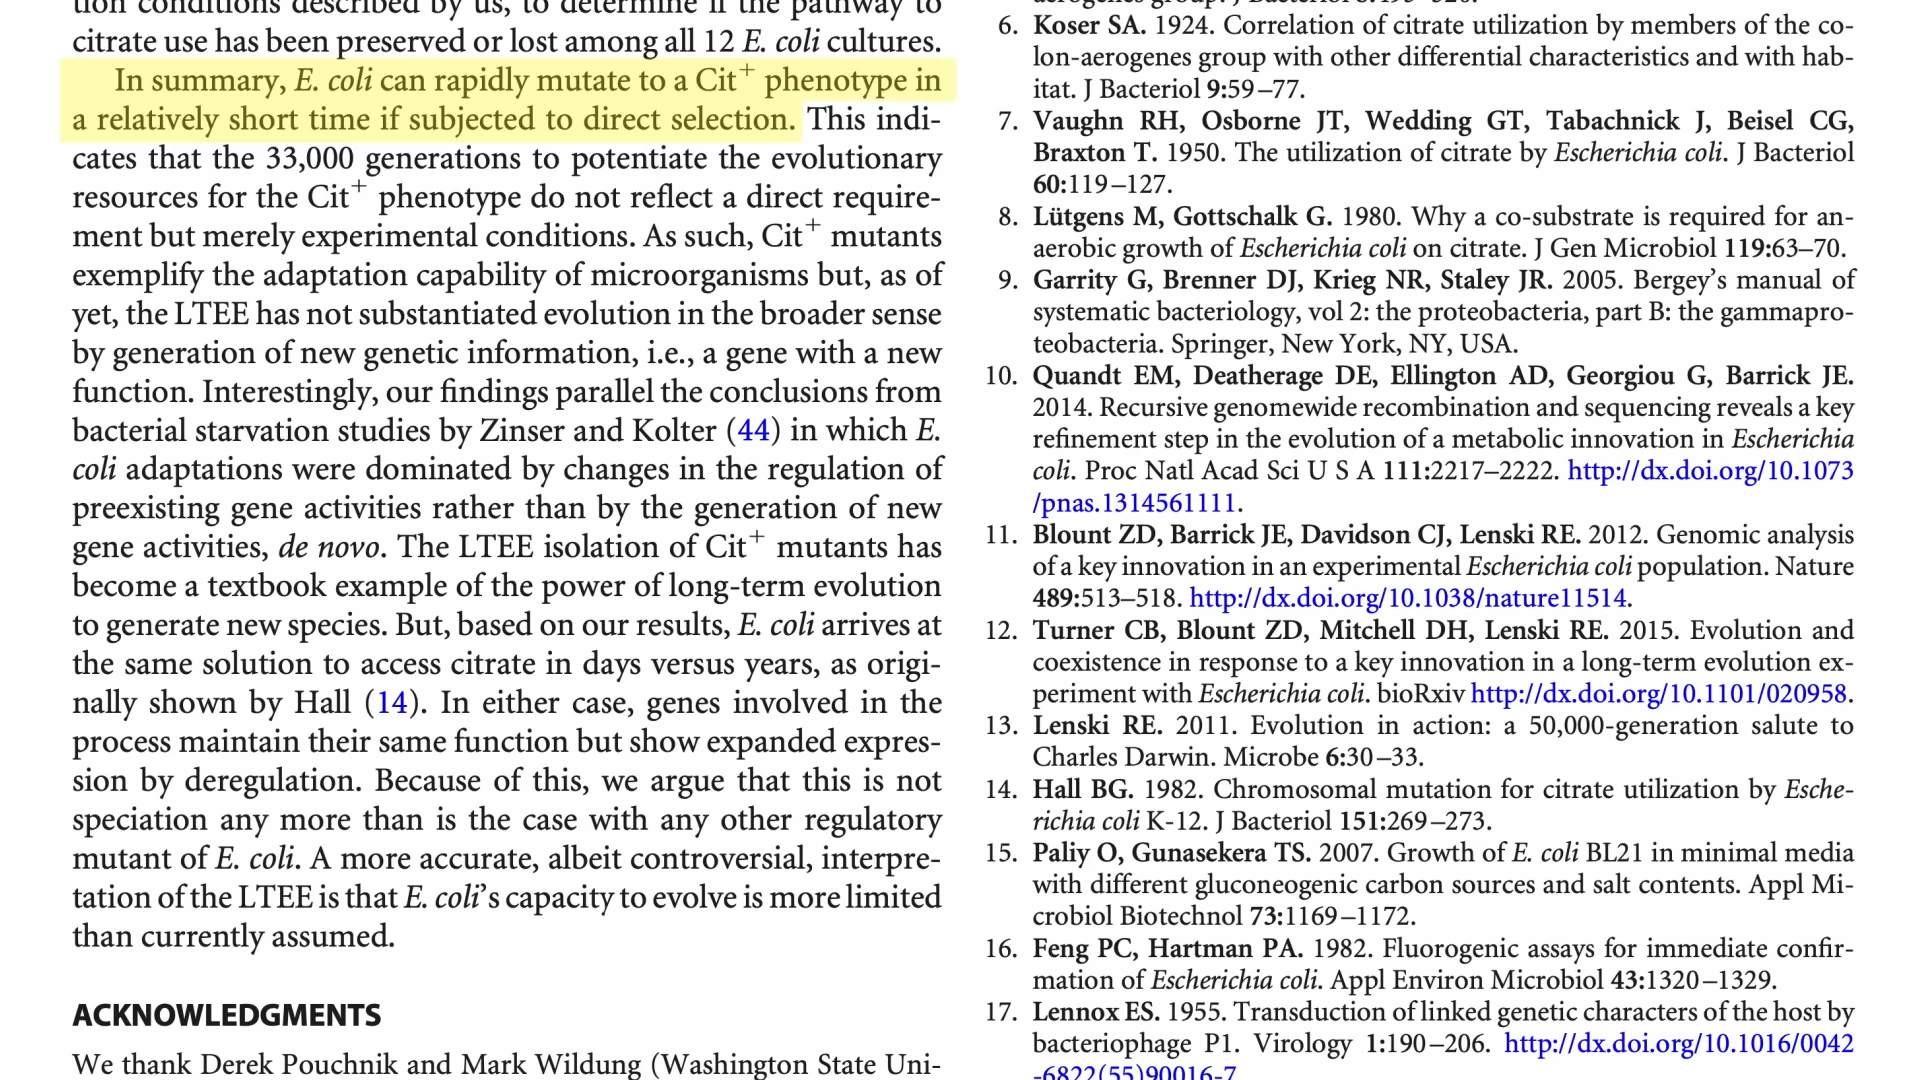 tion conditions described by us, to determine if the pathway to
citrate use has been preserved or lost among all 12 E. coli cultures.
In summary, E. coli can rapidly mutate to a Cit+ phenotype in
a relatively short time if subjected to direct selection. This indi-
cates that the 33,000 generations to potentiate the evolutionary
resources for the Cit+ phenotype do not reflect a direct require-
ment but merely experimental conditions. As such, Cit+ mutants
exemplify the adaptation capability of microorganisms but, as of
yet, the LTEE has not substantiated evolution in the broader sense
by generation of new genetic information, i.e., a gene with a new
function. Interestingly, our findings parallel the conclusions from
bacterial starvation studies by Zinser and Kolter (44) in which E.
coli adaptations were dominated by changes in the regulation of
preexisting gene activities rather than by the generation of new
gene activities, de novo. The LTEE isolation of Cit+ mutants has
become a textbook example of the power of long-term evolution
to generate new species. But, based on our results, E. coli arrives at
the same solution to access citrate in days versus years, as origi-
nally shown by Hall (14). In either case, genes involved in the
process maintain their same function but show expanded expres-
sion by deregulation. Because of this, we argue that this is not
speciation any more than is the case with any other regulatory
mutant of E. coli. A more accurate, albeit controversial, interpre-
tation of the LTEE is that E. coli's capacity to evolve is more limited
than currently assumed.
ACKNOWLEDGMENTS
We thank Derek Pouchnik and Mark Wildung (Washington State Uni-
6. Koser SA. 1924. Correlation of citrate utilization by members of the co-
lon-aerogenes group with other differential characteristics and with hab-
itat. J Bacteriol 9:59–77.
7. Vaughn RH, Osborne JT, Wedding GT, Tabachnick J, Beisel CG,
Braxton T. 1950. The utilization of citrate by Escherichia coli. J Bacteriol
60:119–127.
8. Lütgens M, Gottschalk G. 1980. Why a co-substrate is required for an-
aerobic growth of Escherichia coli on citrate. J Gen Microbiol 119:63–70.
9. Garrity G, Brenner DJ, Krieg NR, Staley JR. 2005. Bergey's manual of
systematic bacteriology, vol 2: the proteobacteria, part B: the gammapro-
teobacteria. Springer, New York, NY, USA.
10. Quandt EM, Deatherage DE, Ellington AD, Georgiou G, Barrick JE.
2014. Recursive genomewide recombination and sequencing reveals a key
refinement step in the evolution of a metabolic innovation in Escherichia
coli. Proc Natl Acad Sci U S A 111:2217–2222. http://dx.doi.org/10.1073
/pnas.1314561111.
11. Blount ZD, Barrick JE, Davidson CJ, Lenski RE. 2012. Genomic analysis
of a key innovation in an experimental Escherichia coli population. Nature
489:513–518. http://dx.doi.org/10.1038/nature11514.
12. Turner CB, Blount ZD, Mitchell DH, Lenski RE. 2015. Evolution and
coexistence in response to a key innovation in a long-term evolution ex-
periment with Escherichia coli. bioRxiv http://dx.doi.org/10.1101/020958.
13. Lenski RE. 2011. Evolution in action: a 50,000-generation salute to
Charles Darwin. Microbe 6:30–33.
14. Hall BG. 1982. Chromosomal mutation for citrate utilization by Esche-
richia coli K-12. J Bacteriol 151:269–273.
15. Paliy O, Gunasekera TS. 2007. Growth of E. coli BL21 in minimal media
with different gluconeogenic carbon sources and salt contents. Appl Mi-
crobiol Biotechnol 73:1169–1172.
16. Feng PC, Hartman PA. 1982. Fluorogenic assays for immediate confir-
mation of Escherichia coli. Appl Environ Microbiol 43:1320–1329.
17. Lennox ES. 1955. Transduction of linked genetic characters of the host by
bacteriophage P1. Virology 1:190–206. http://dx.doi.org/10.1016/0042
-6822(55)90016-7